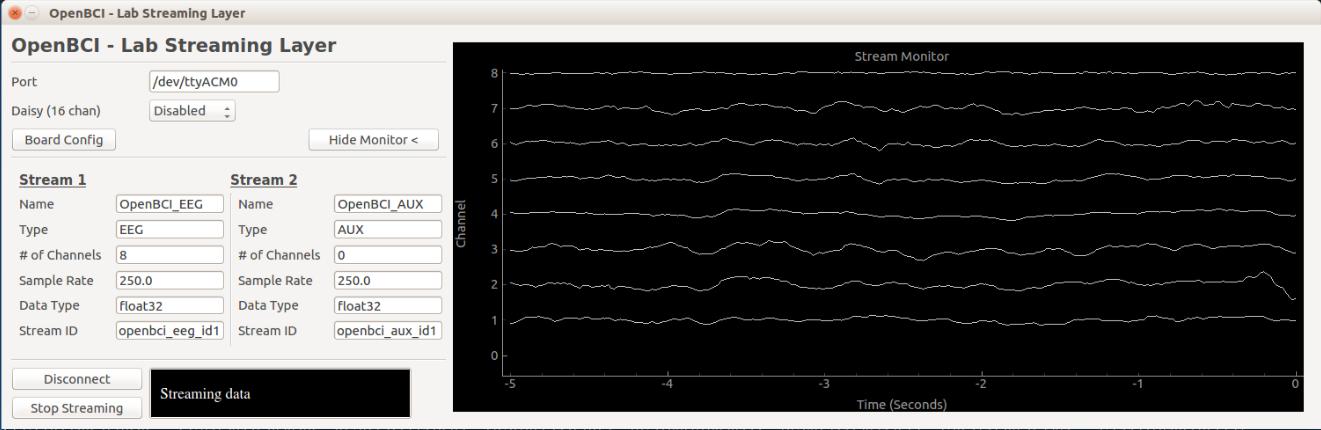 OpenBCI - Lab Streaming Layer
OpenBCI - Lab Streaming Layer
Port /dev/ttyACM0
Daisy (16 chan) Disabled
Board Config Hide Monitor <
Stream 1 Stream 2
Name OpenBCI_EEG Name OpenBCI_AUX
Type EEG Type AUX
# of Channels 8 # of Channels 0
Sample Rate 250.0 Sample Rate 250.0
Data Type float32 Data Type float32
Stream ID openbci_eeg_id1 Stream ID openbci_aux_id1
Disconnect
Stop Streaming
Streaming data
Stream Monitor
Channel
8
7
6
5
4
3
2
1
0
-5 -4 -3 -2 -1 0
Time (Seconds)